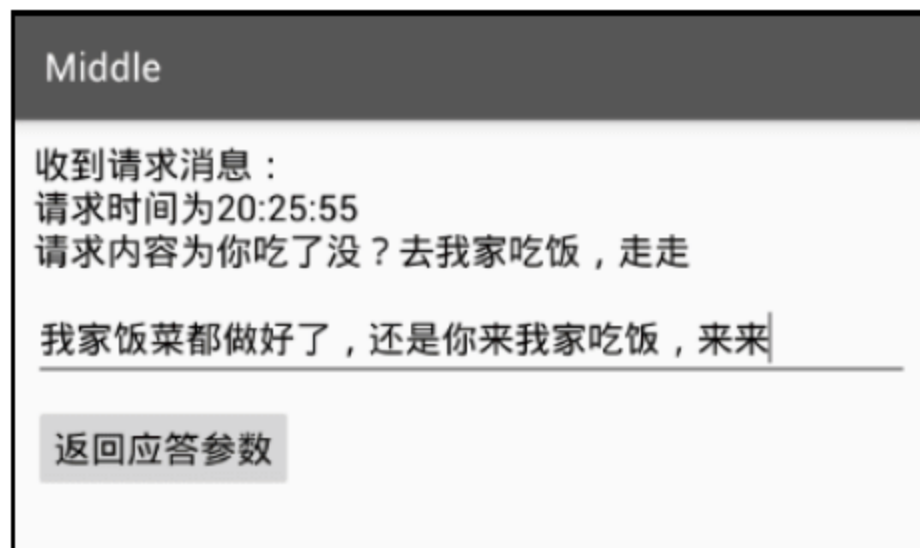 Middle
收到请求消息：
请求时间为20:25:55
请求内容为你吃了没？去我家吃饭，走走
我家饭菜都做好了，还是你来我家吃饭，来来
返回应答参数